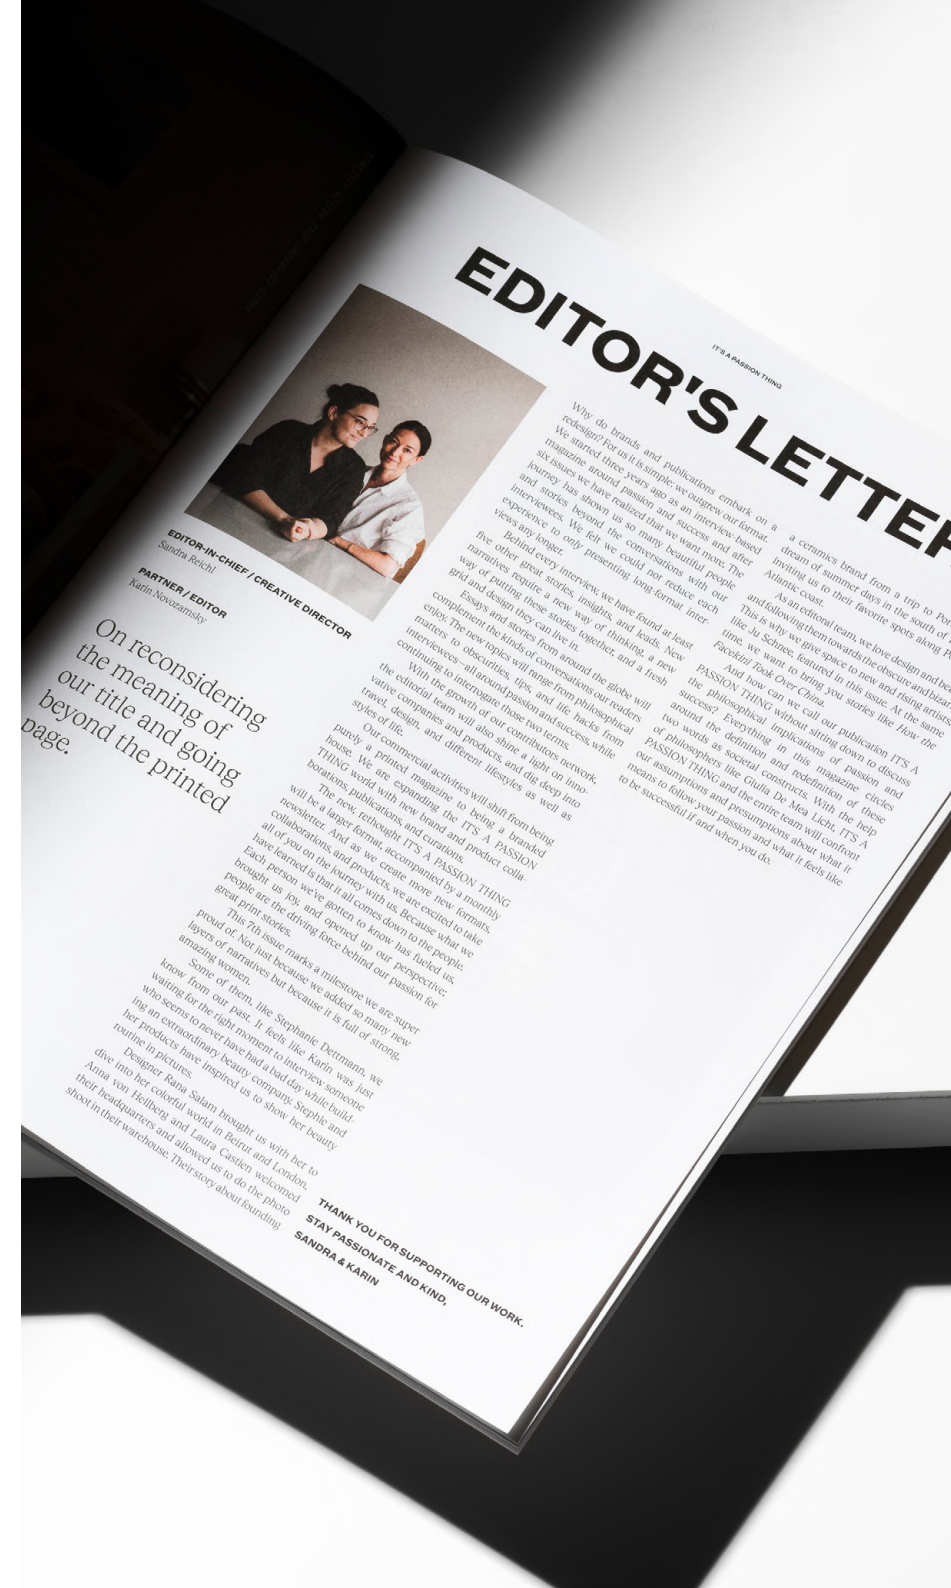 EDITOR'S LETTER
IT'S A PASSION THING
EDITOR-IN-CHIEF / CREATIVE DIRECTOR
Sandra Reichl
PARTNER / EDITOR
Karin Novozamsky
On reconsidering
the meaning of
our title and going
beyond the printed
page.
Why do brands and publications embark on a
redesign? For us it is simple: we outgrew our format.
We started three years ago as an interview-based
magazine around passion and success and after
six issues we have realized that we want more. The
journey has shown us so many beautiful people
and stories beyond the conversations with our
interviewees. We felt we could not reduce each
experience to only presenting long-format inter-
views any longer.
Behind every interview, we have found at least
five other great stories, insights, and leads. New
narratives require a new way of thinking, a new
way of putting these stories together, and a fresh
grid and design they can live in.
Essays and stories from around the globe will
complement the kinds of conversations our readers
enjoy. The new topics will range from philosophical
matters to obscurities, tips, and life hacks from
interviewees—all around passion and success, while
continuing to interrogate those two terms.
With the growth of our contributors network,
the editorial team will also shine a light on inno-
vative companies and products, and dig deep into
travel, design, and different lifestyles as well as
styles of life.
Our commercial activities will shift from being
purely a printed magazine to being a branded
house. We are expanding the IT'S A PASSION
THING world with new brand and product colla-
borations, publications, and curations.
The new, rethought IT'S A PASSION THING
will be a larger format, accompanied by a monthly
newsletter. And as we create more new formats,
collaborations, and products, we are excited to take
all of you on the journey with us. Because what we
have learned is that it all comes down to the people.
Each person we've gotten to know has fueled us,
brought us joy, and opened up our perspective;
people are the driving force behind our passion for
great print stories.
This 7th issue marks a milestone we are super
proud of. Not just because we added so many new
layers of narratives but because it is full of strong,
amazing women.
Some of them, like Stephanie Dettmann, we
know from our past. It feels like Karin was just
waiting for the right moment to interview someone
who seems to never have had a bad day while build-
ing an extraordinary beauty company. Stephie and
her products have inspired us to show her beauty
routine in pictures.
Designer Rana Salam brought us with her to
dive into her colorful world in Beirut and London.
Anna von Hellberg and Laura Castien welcomed
their headquarters and allowed us to do the photo
shoot in their warehouse. Their story about founding
a ceramics brand from a trip to
dream of summer days in the south of
inviting us to their favorite spots along
Atlantic coast.
As an editorial team, we love design and
and following them towards the obscure and
This is why we give space to new and rising
like Ju Schnee, featured in this issue. At the same
time, we want to bring you stories like How the
Facekini Took Over China.
And how can we call our publication IT'S A
PASSION THING without sitting down to discuss
the philosophical implications of passion and
success? Everything in this magazine circles
around the definition and redefinition of these
two words as societal constructs. With the help
of philosophers like Giulia De Mea Licht, IT'S A
PASSION THING and the entire team will confront
our assumptions and presumptions about what it
means to follow your passion and what it feels like
to be successful if and when you do.
THANK YOU FOR SUPPORTING OUR WORK.
STAY PASSIONATE AND KIND,
SANDRA & KARIN